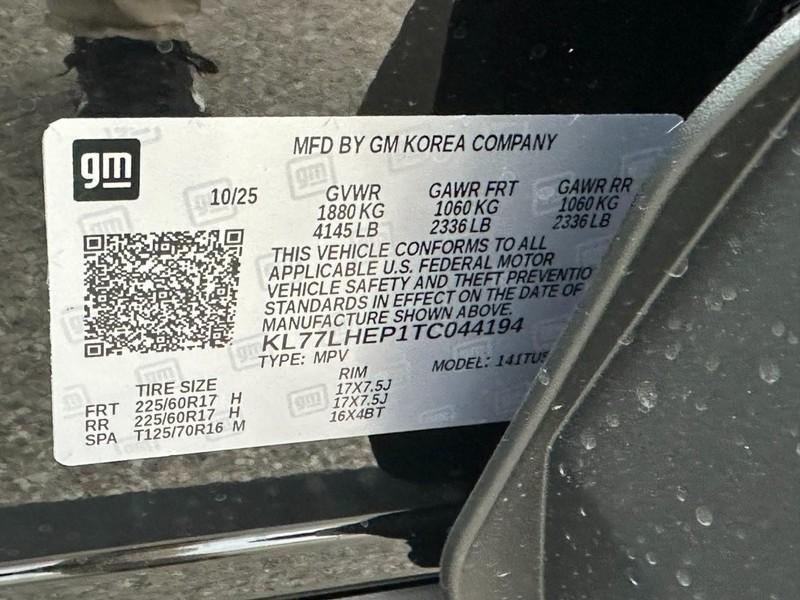 gm
MFD BY GM KOREA COMPANY
10/25
GVWR GAWR FRT GAWR RR
1880 KG 1060 KG 1060 KG
4145 LB 2336 LB 2336 LB
THIS VEHICLE CONFORMS TO ALL
APPLICABLE U.S. FEDERAL MOTOR
VEHICLE SAFETY AND THEFT PREVENTIO
STANDARDS IN EFFECT ON THE DATE OF
MANUFACTURE SHOWN ABOVE.
KL77LHEP1TC044194
TYPE: MPV MODEL: 141TUS
TIRE SIZE RIM
FRT 225/60R17 H 17X7.5J
RR 225/60R17 H 17X7.5J
SPA T125/70R16 M 16X4BT